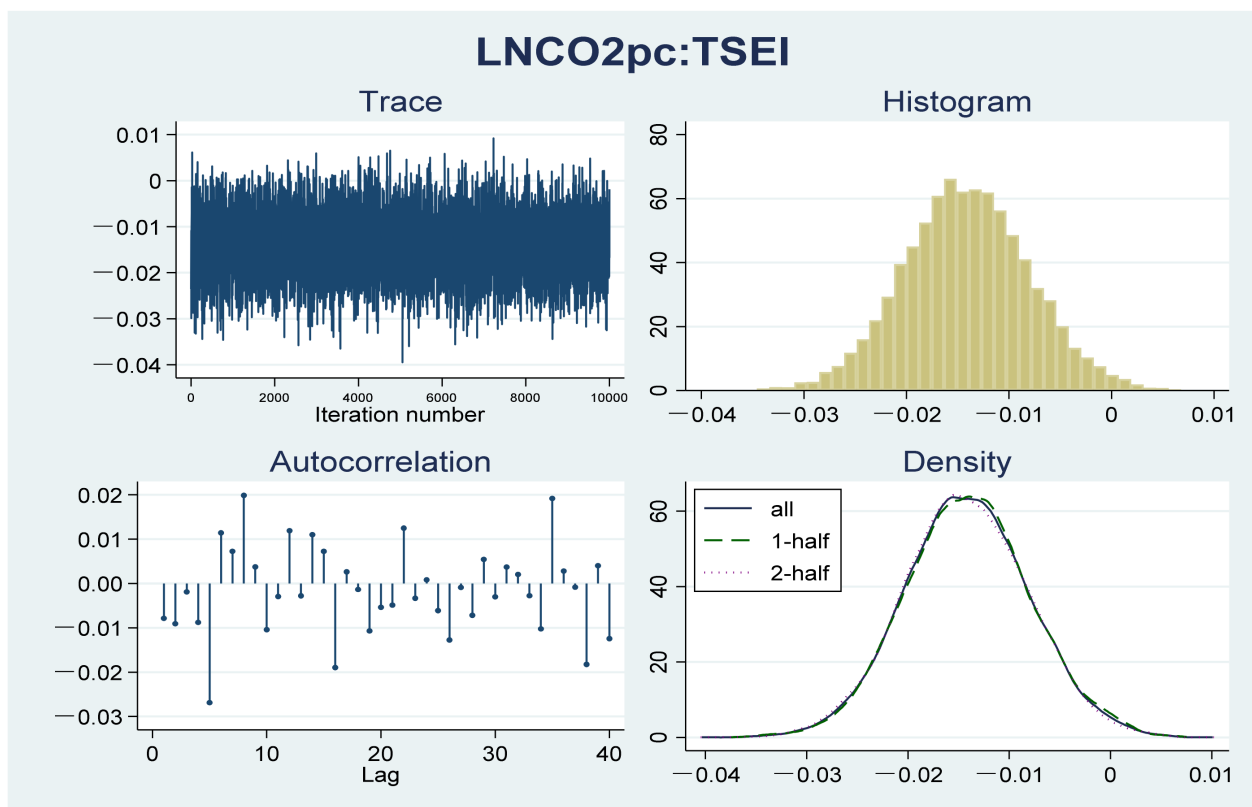 LNCO2pc:TSEI
Trace
0.01
0
−0.01
−0.02
−0.03
−0.04
0 2000 4000 6000 8000 10000
Iteration number
Histogram
80
60
40
20
0
−0.04 −0.03 −0.02 −0.01 0 0.01
Autocorrelation
0.02
0.01
0.00
−0.01
−0.02
−0.03
0 10 20 30 40
Lag
Density
all
1-half
2-half
60
40
20
0
−0.04 −0.03 −0.02 −0.01 0 0.01